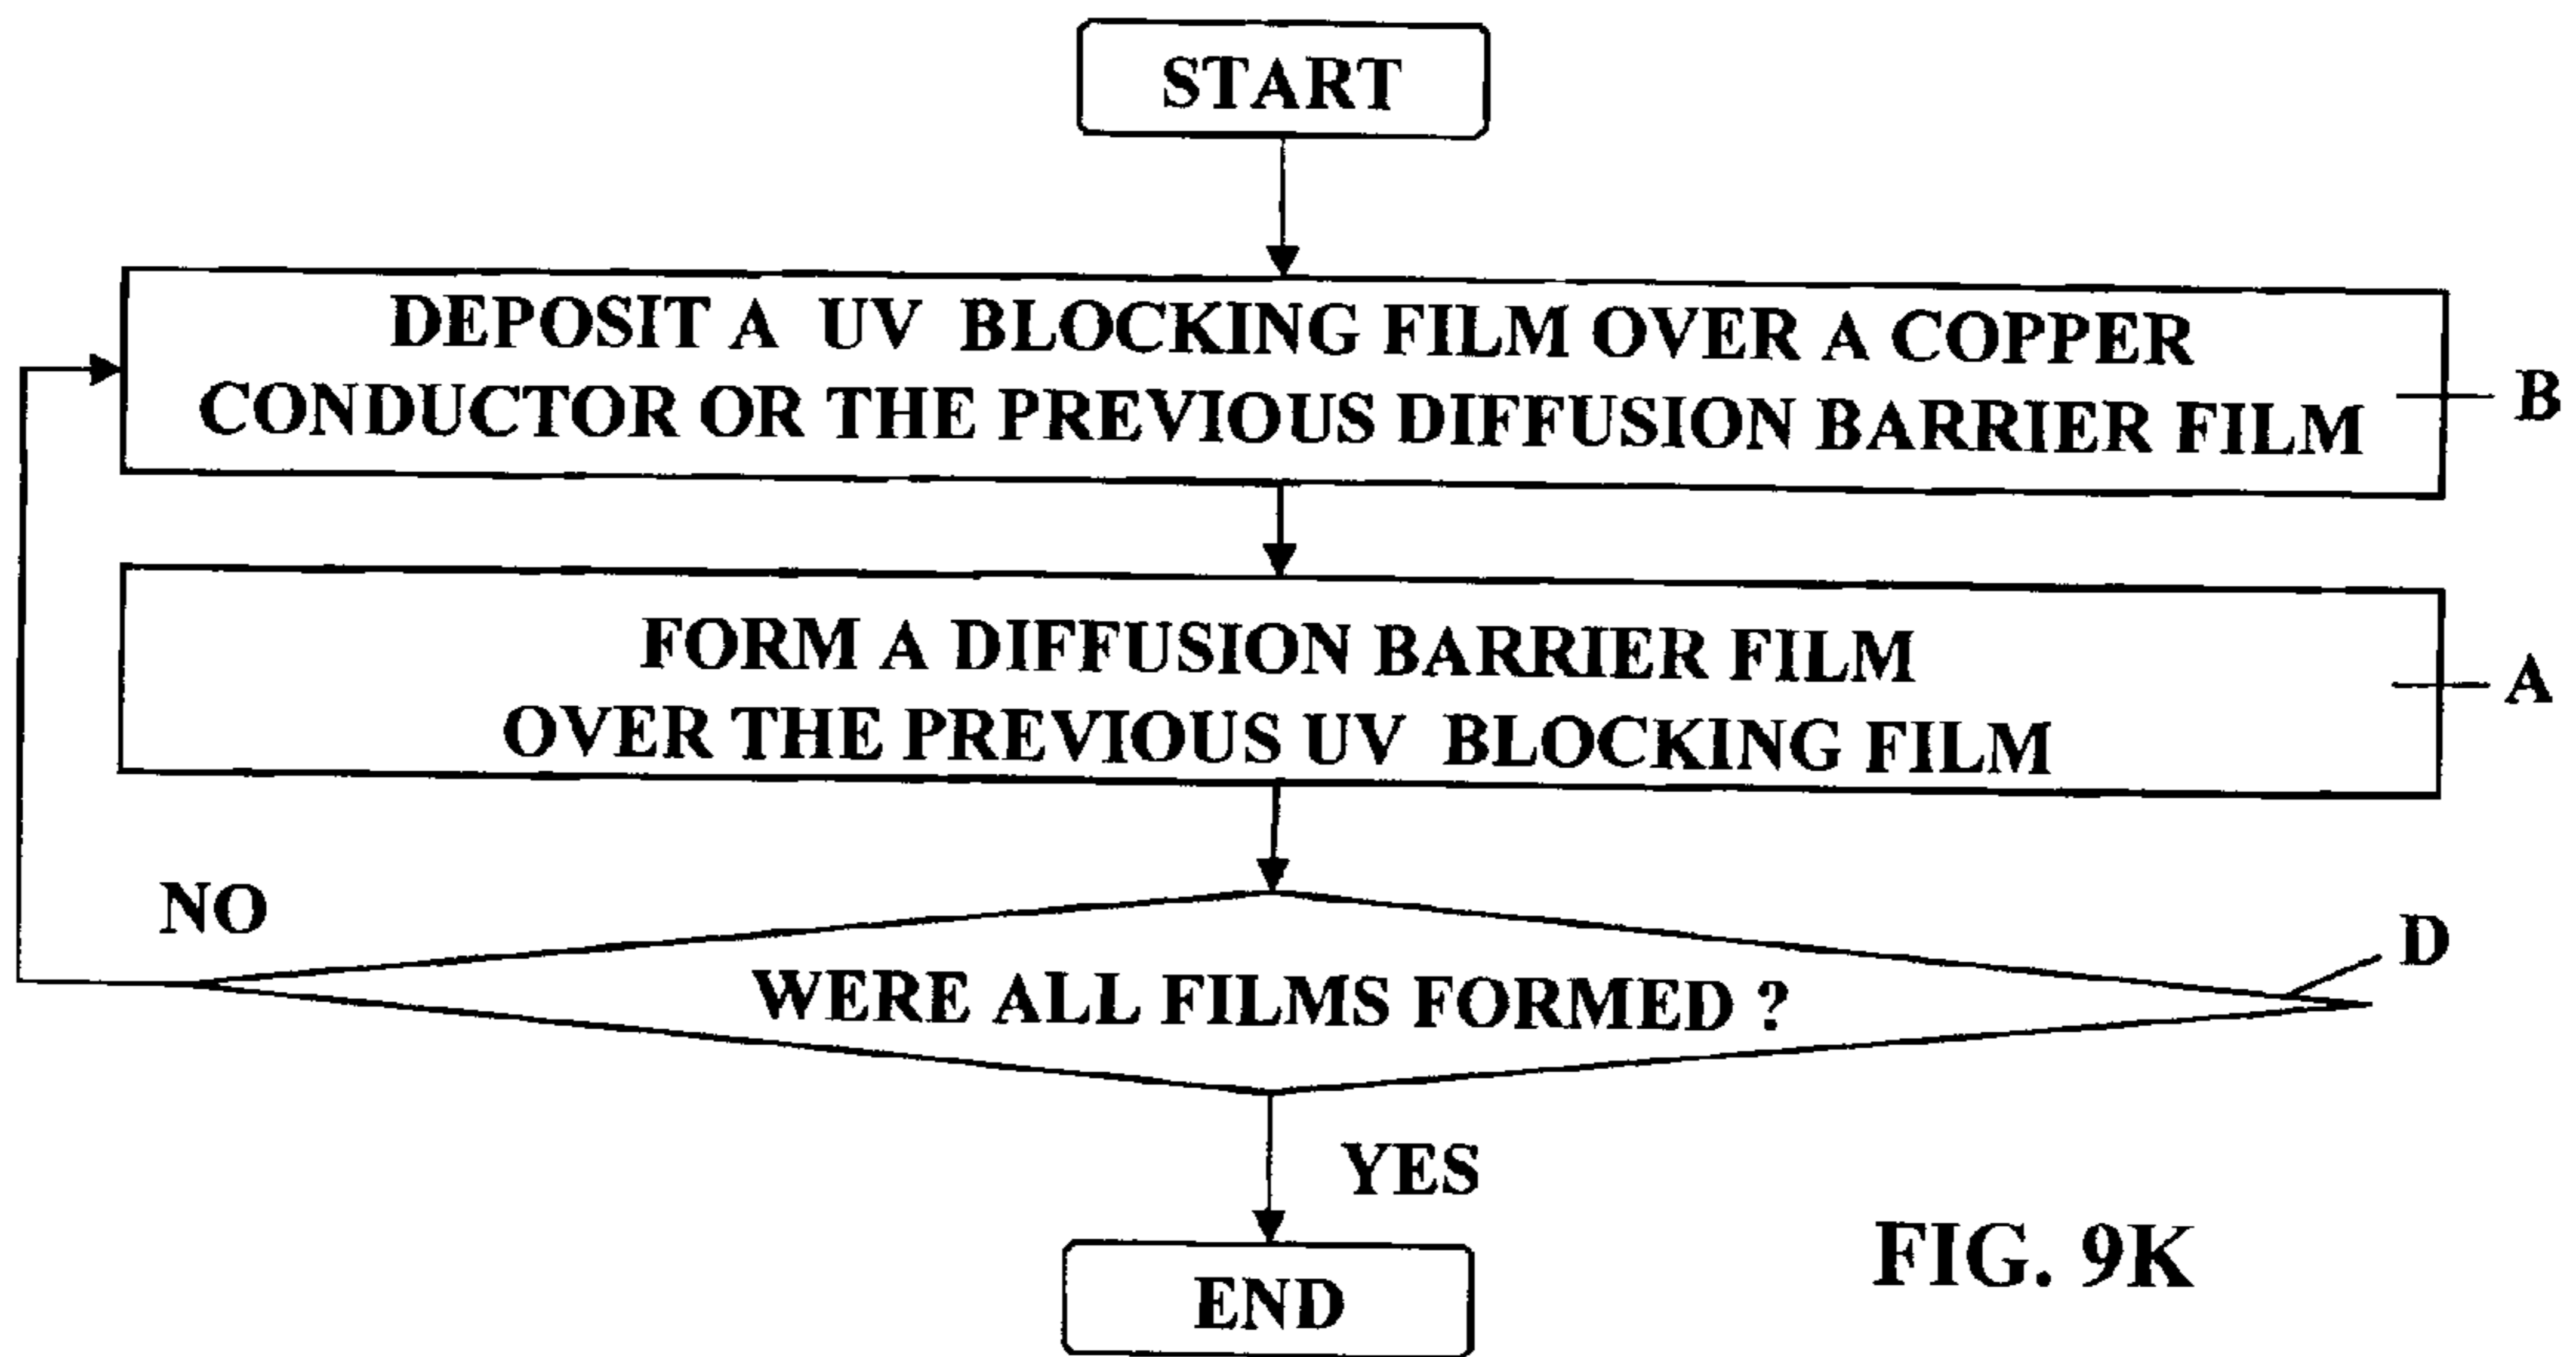 START
DEPOSIT A UV BLOCKING FILM OVER A COPPER
CONDUCTOR OR THE PREVIOUS DIFFUSION BARRIER FILM
B
FORM A DIFFUSION BARRIER FILM
OVER THE PREVIOUS UV BLOCKING FILM
A
NO
D
WERE ALL FILMS FORMED ?
YES
END
FIG. 9K